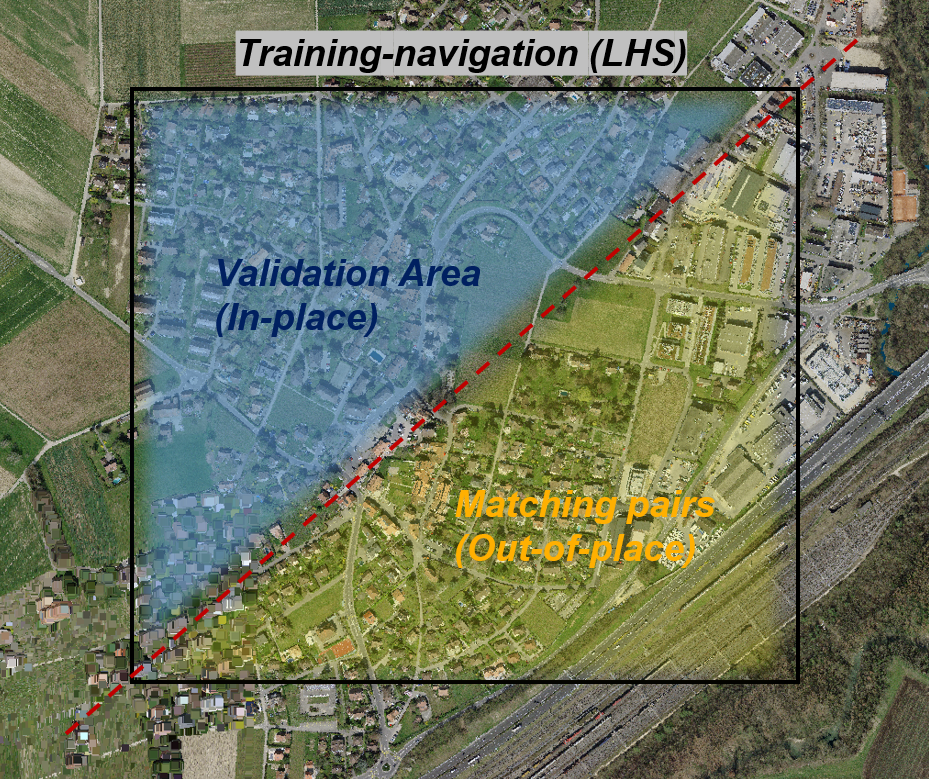 Training-navigation (LHS)
Validation Area
(In-place)
Matching pairs
(Out-of-place)